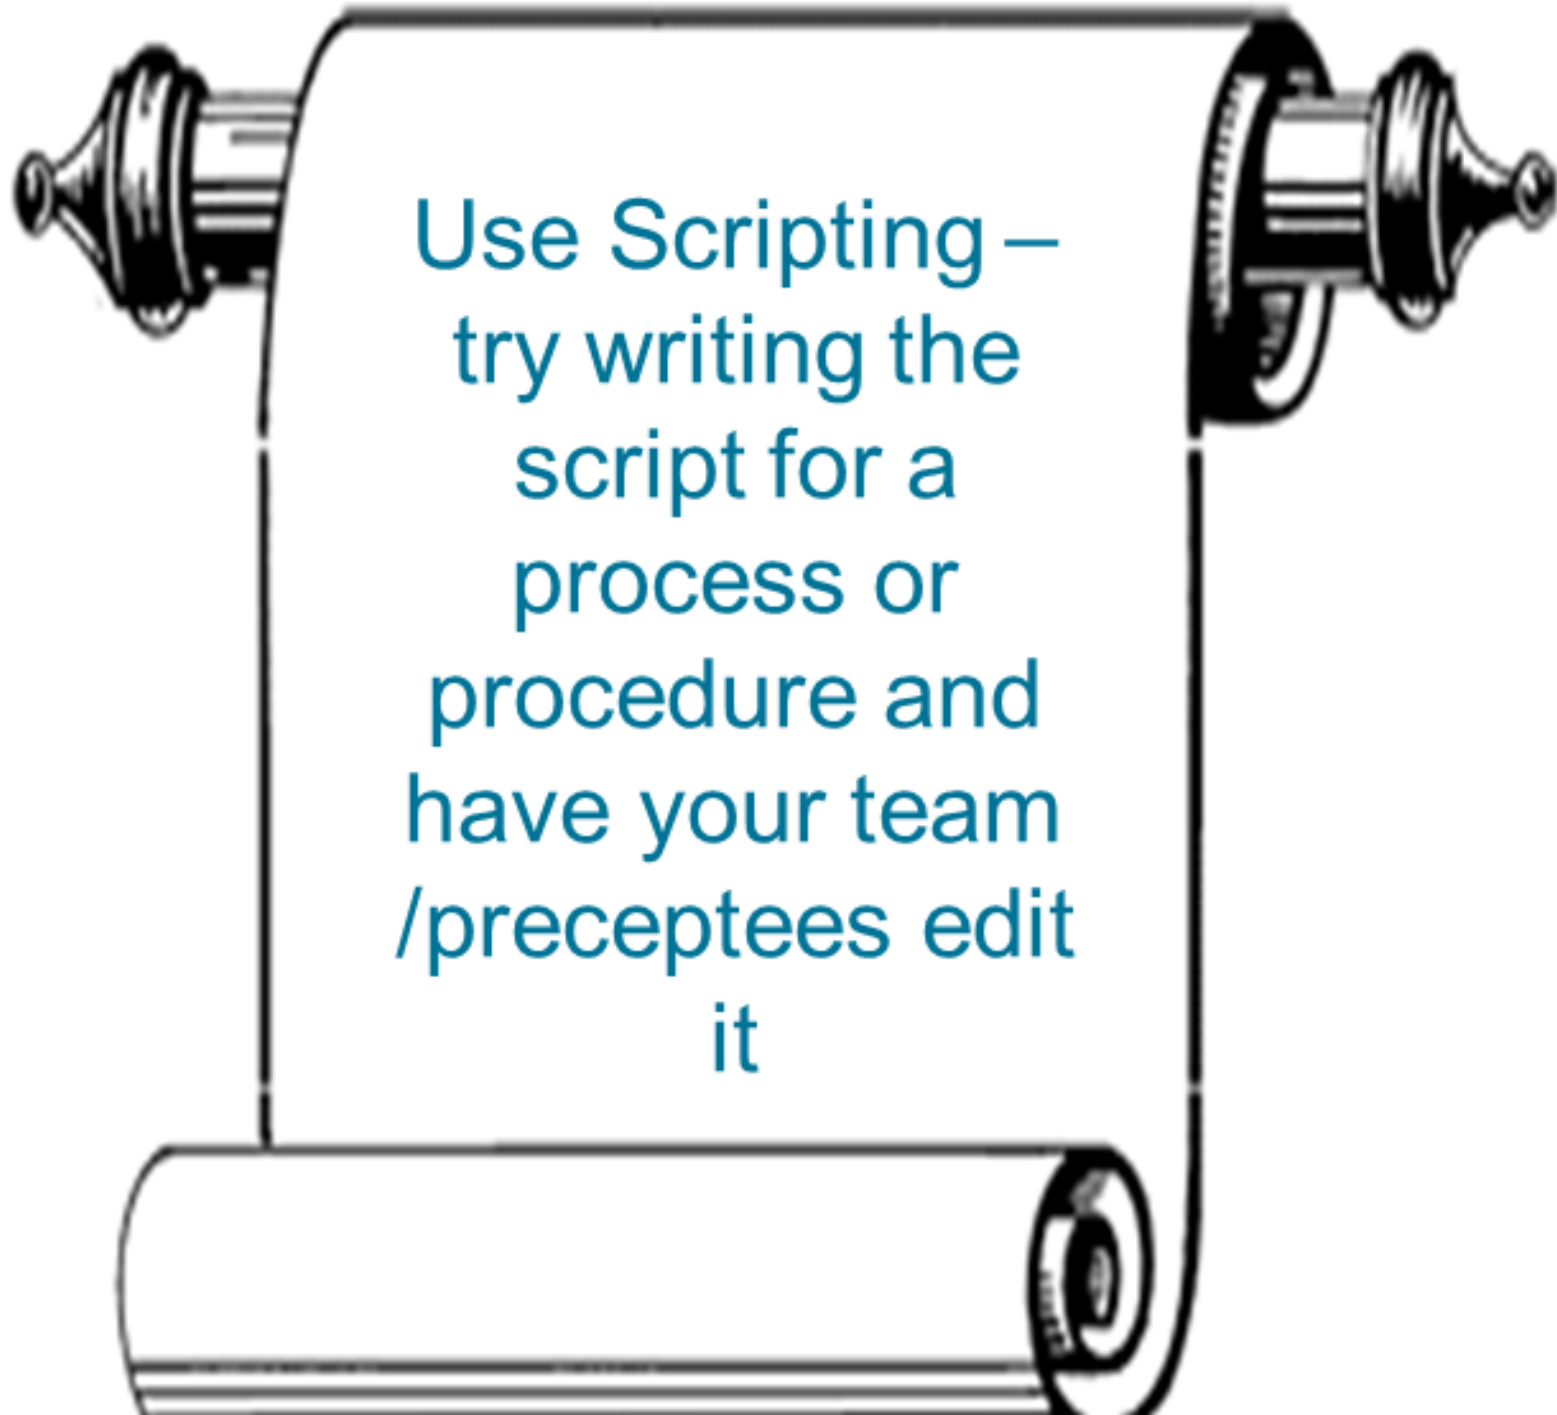 Use Scripting –
try writing the
script for a
process or
procedure and
have your team
/preceptees edit
it